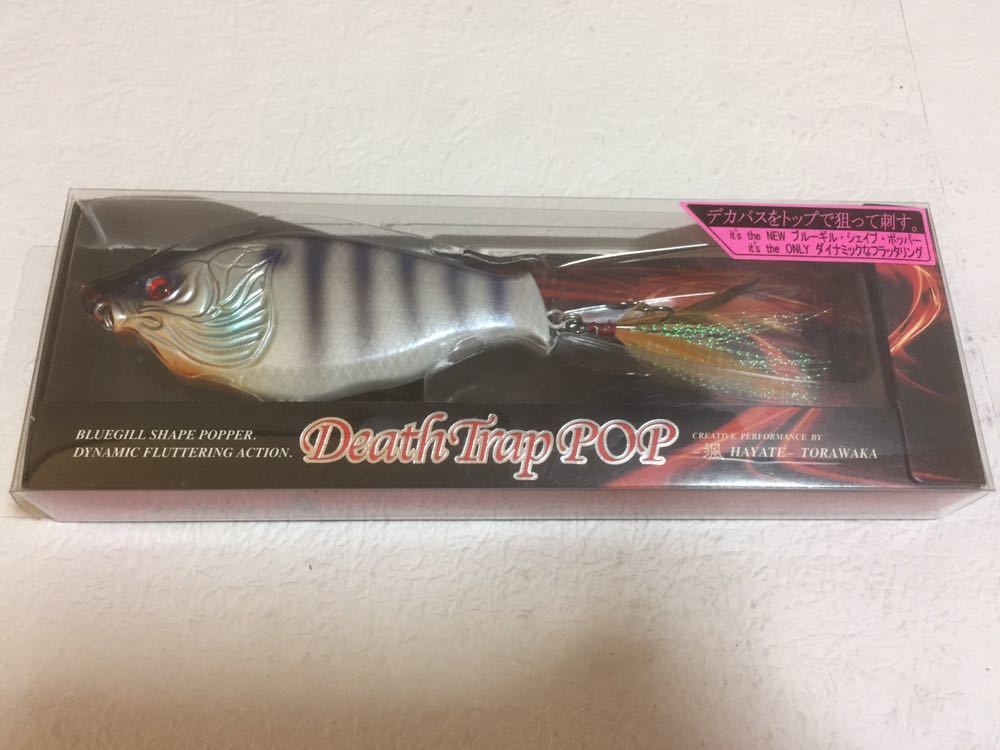 デカバスをトップで狙って刺す。
it's the NEW ブルーギル・シェイプ・ポッパー
it's the ONLY ダイナミックなフラッタリング
BLUEGILL SHAPE POPPER.
DYNAMIC FLUTTERING ACTION.
Death Trap POP
CREATIVE PERFORMANCE BY
-颯 HAYATE- TORAWAKA